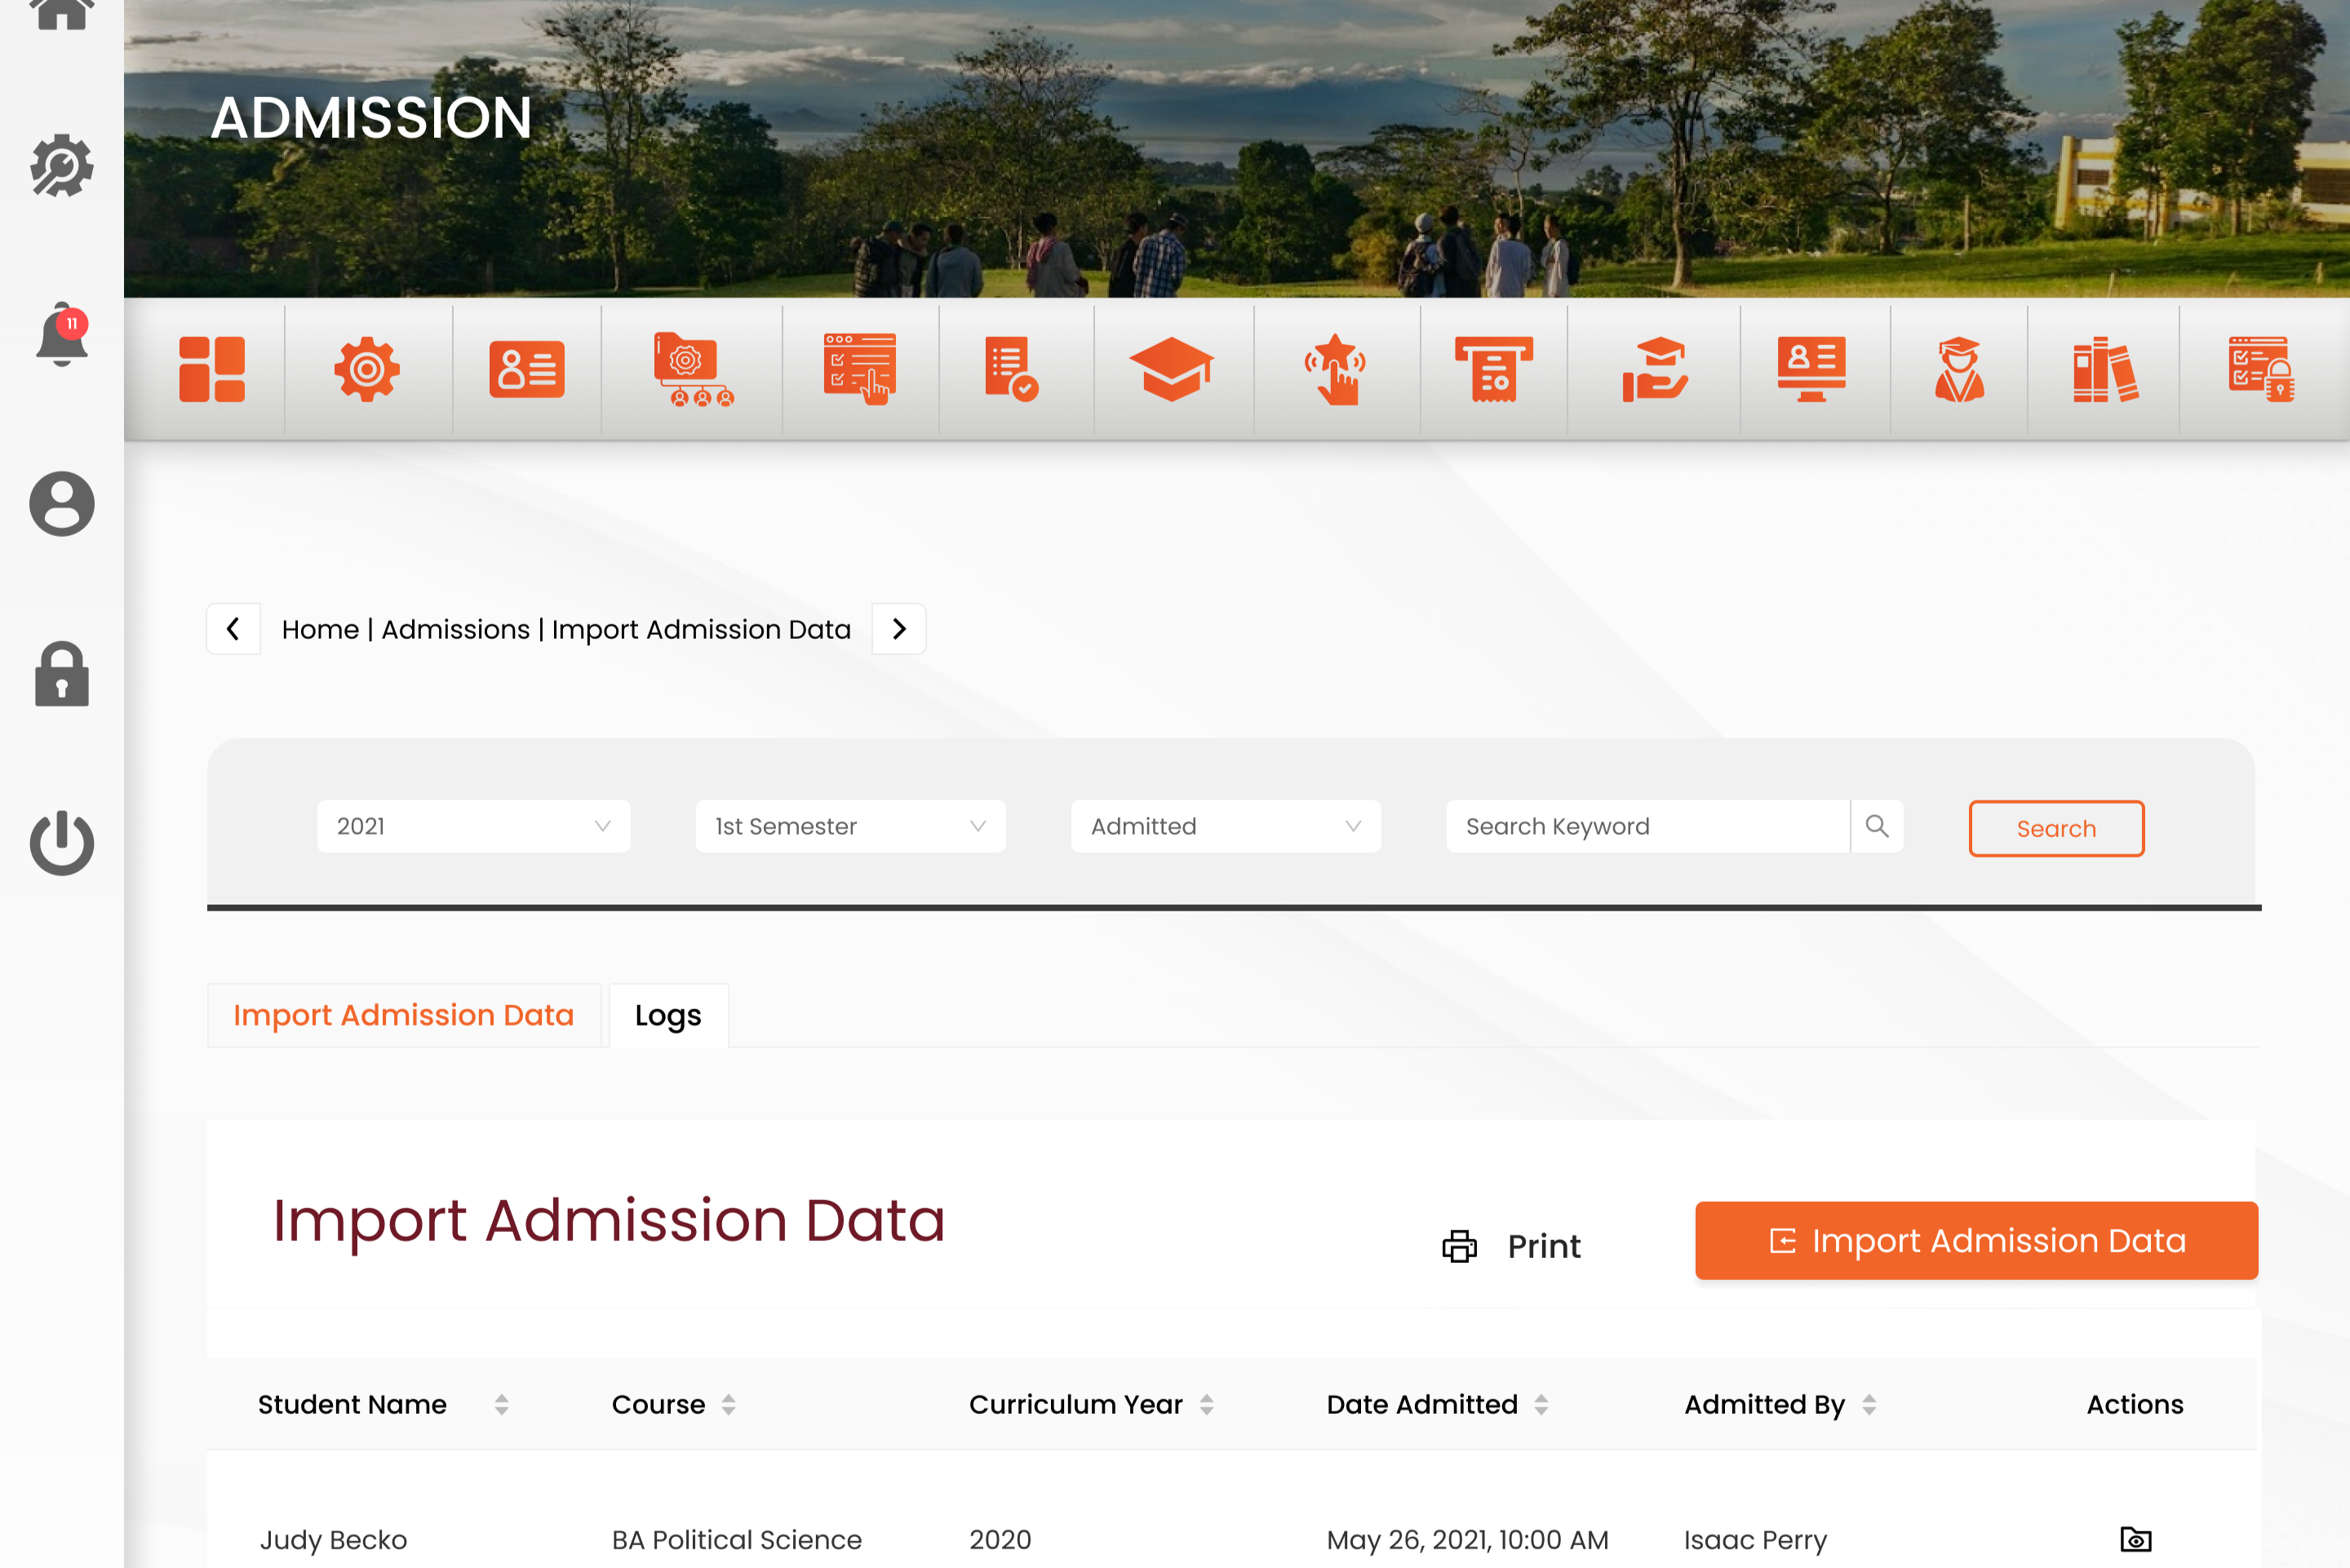 ADMISSION
11
Home | Admissions | Import Admission Data
2021
1st Semester
Admitted
Search Keyword
Search
Import Admission Data
Logs
Import Admission Data
Print
Import Admission Data
Student Name
Course
Curriculum Year
Date Admitted
Admitted By
Actions
Judy Becko
BA Political Science
2020
May 26, 2021, 10:00 AM
Isaac Perry